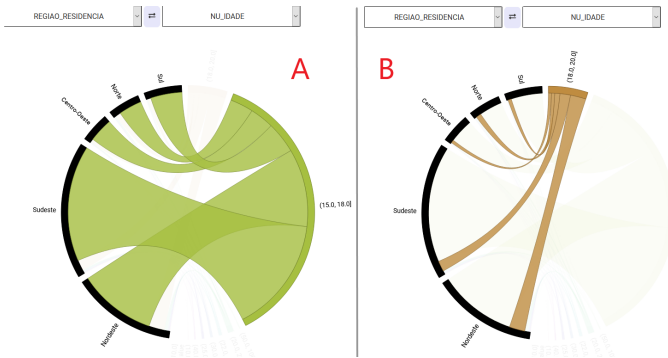 REGIAO_RESIDENCIA
NU_IDADE
REGIAO_RESIDENCIA
NU_IDADE
A
B
Sul
Norte
Centro-Oeste
Sudeste
Nordeste
(15.0, 18.0]
(18.0, 20.0]
Sul
Norte
Centro-Oeste
Sudeste
Nordeste